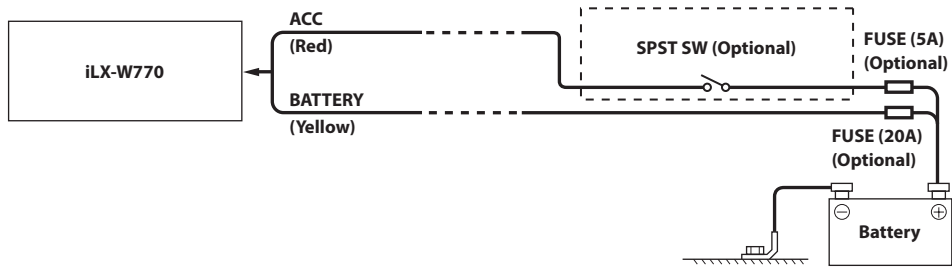 ACC
(Red)
SPST SW (Optional)
FUSE (5A)
(Optional)
iLX-W770
BATTERY
(Yellow)
FUSE (20A)
(Optional)
Battery